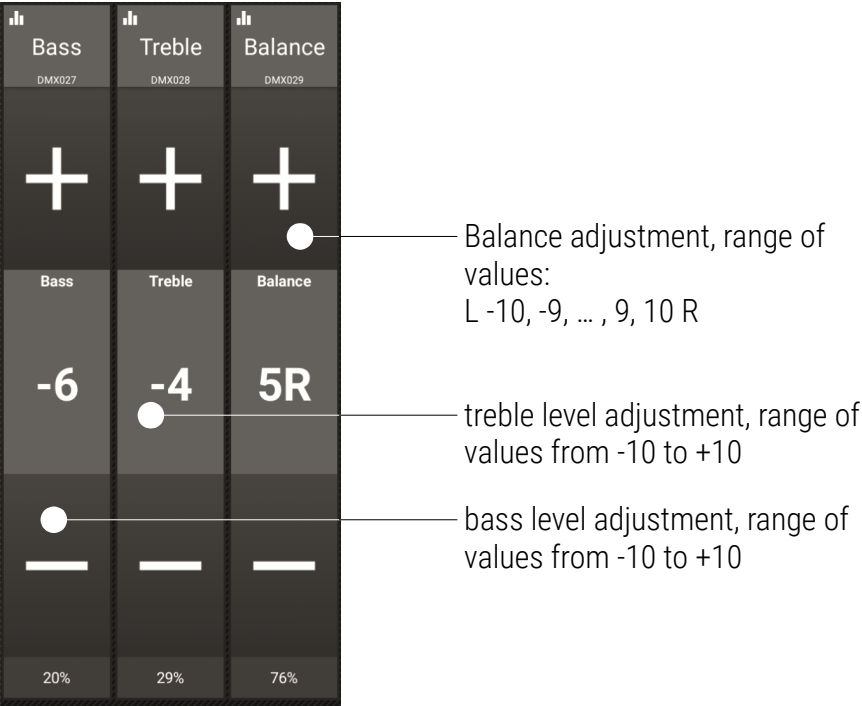 Bass Treble Balance
DMX027 DMX028 DMX029
Balance adjustment, range of
values:
L -10, -9, ... , 9, 10 R
Bass Treble Balance
-6 -4 5R
treble level adjustment, range of
values from -10 to +10
bass level adjustment, range of
values from -10 to +10
20% 29% 76%